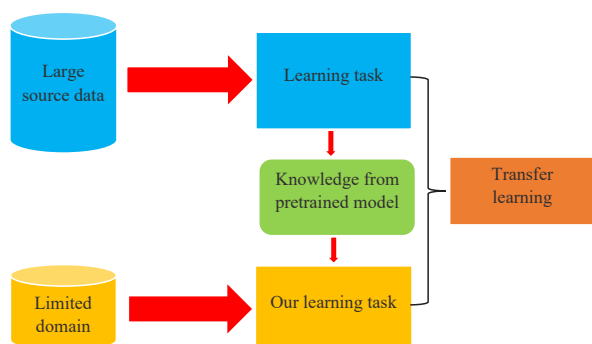 Large
source data
Learning task
Knowledge from
pretrained model
Transfer
learning
Limited
domain
Our learning task